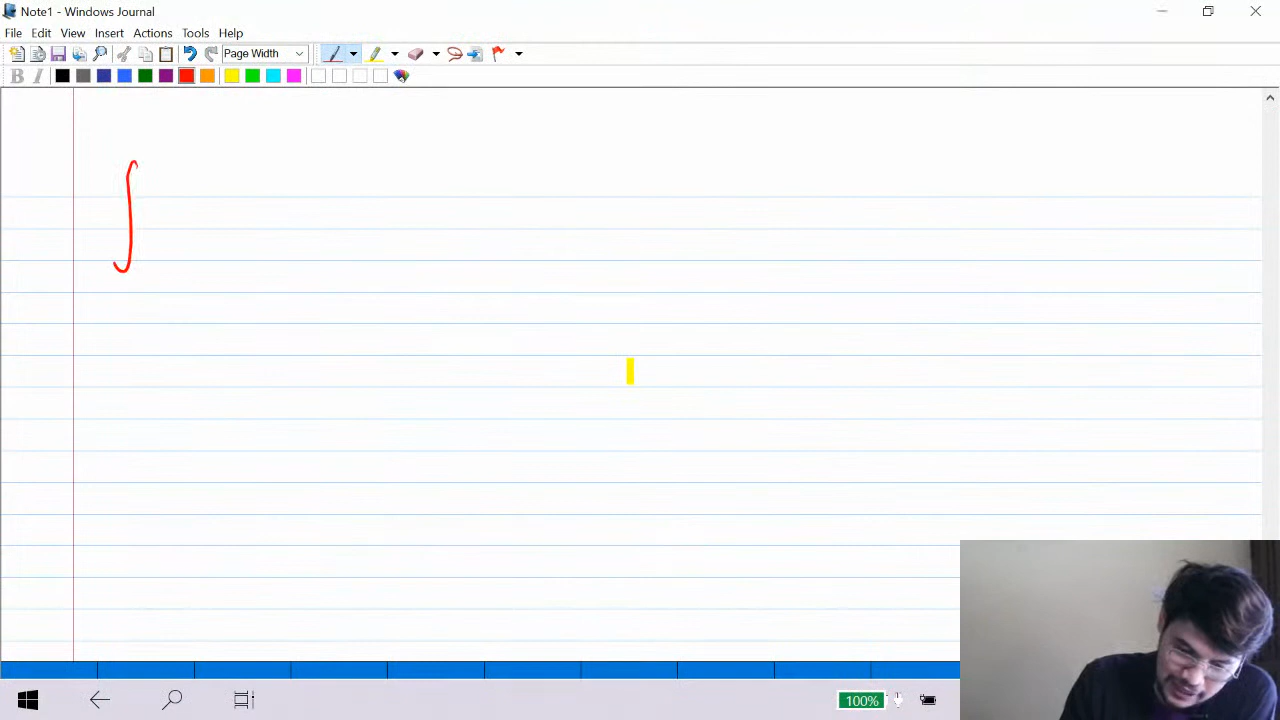 Note1 - Windows Journal
File Edit View Insert Actions Tools Help
Page Width
B I
∫
100%